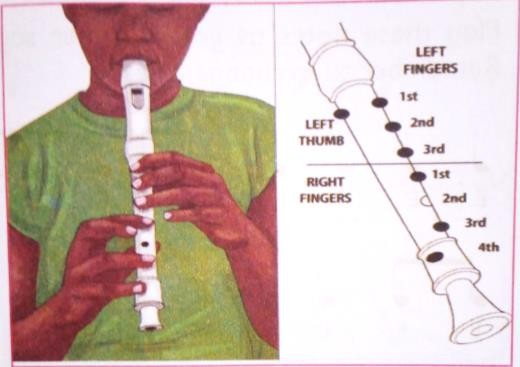 LEFT
FINGERS
1st
2nd
3rd
LEFT
THUMB
1st
2nd
3rd
4th
RIGHT
FINGERS